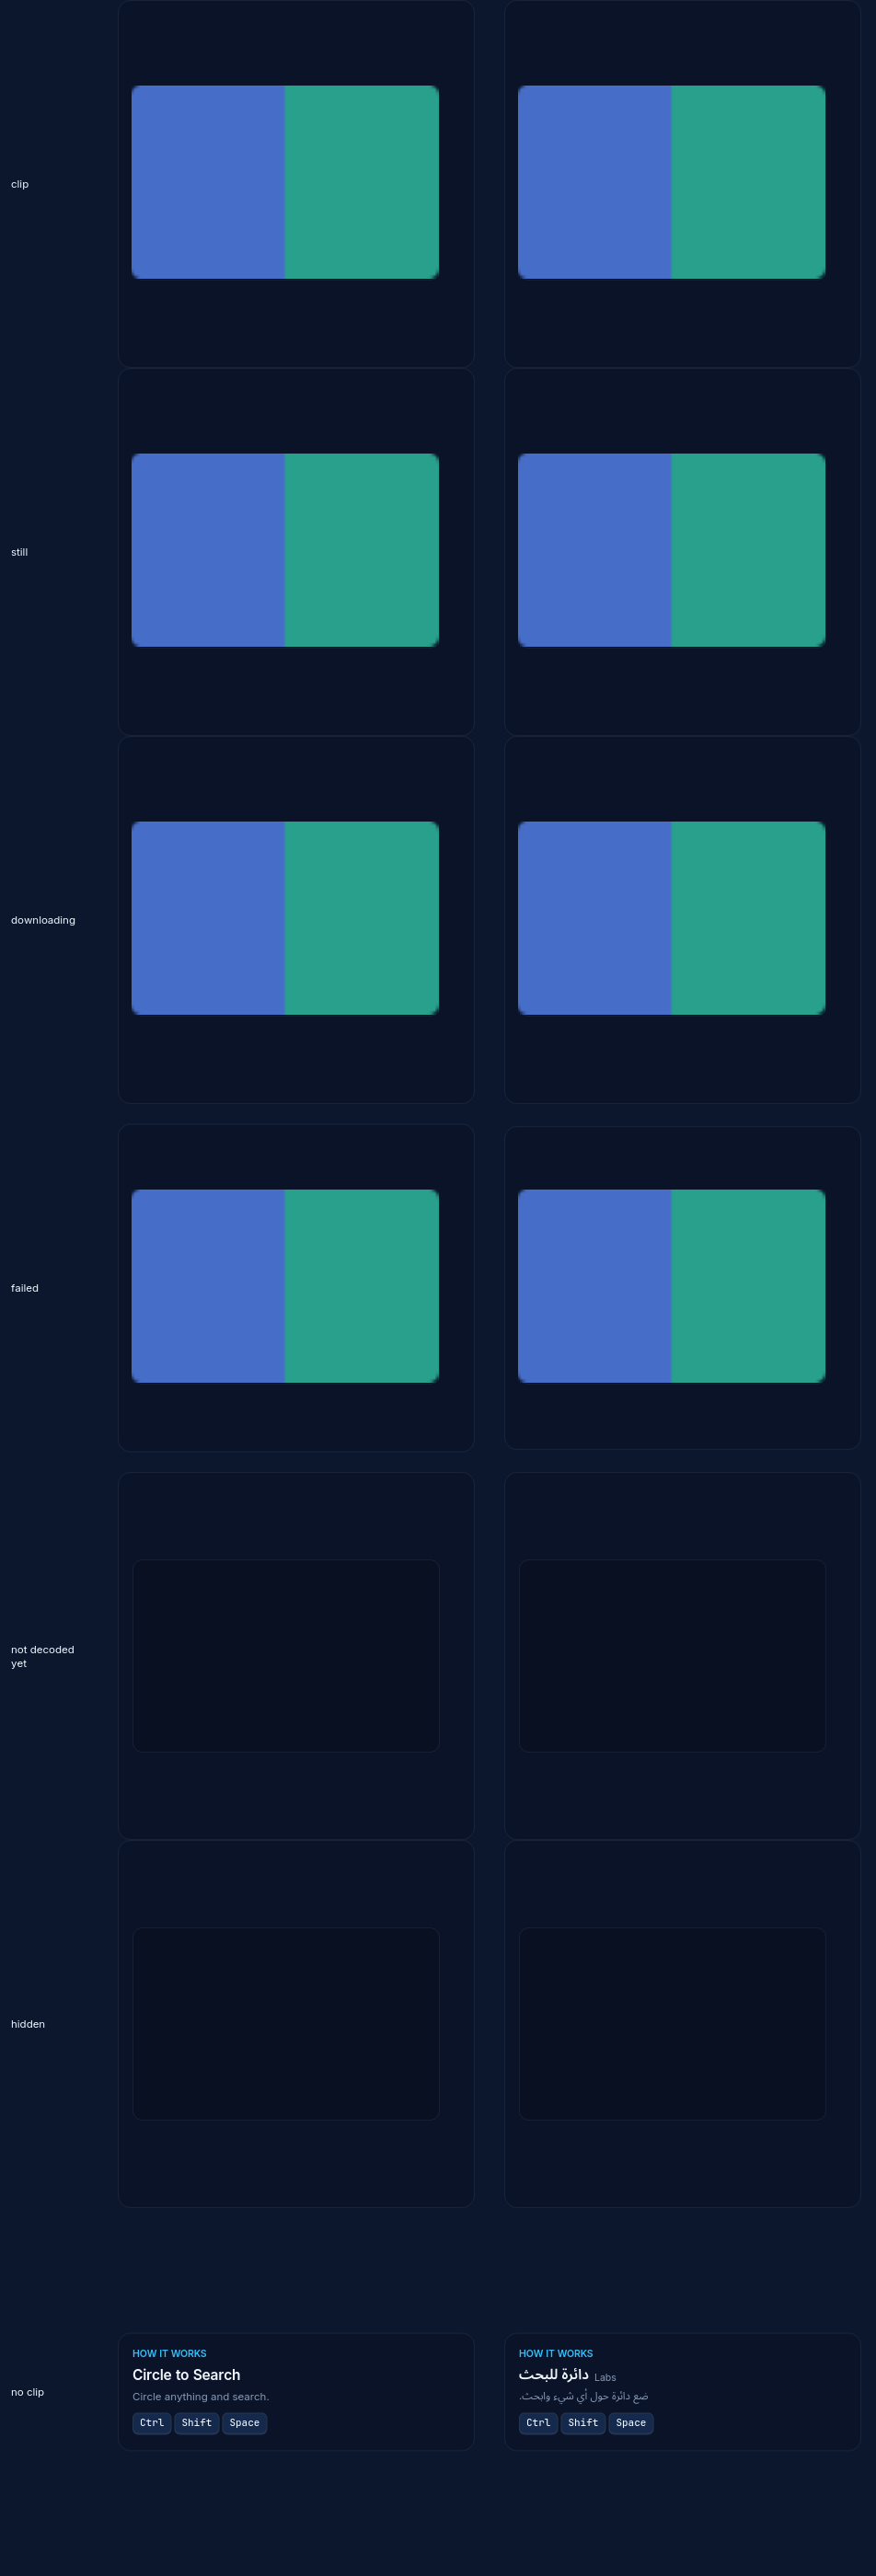 clip
still
downloading
failed
not decoded
yet
hidden
no clip
HOW IT WORKS
Circle to Search
Circle anything and search.
Ctrl Shift Space
HOW IT WORKS
دائرة للبحث Labs
ضع دائرة حول أي شيء وابحث.
Ctrl Shift Space